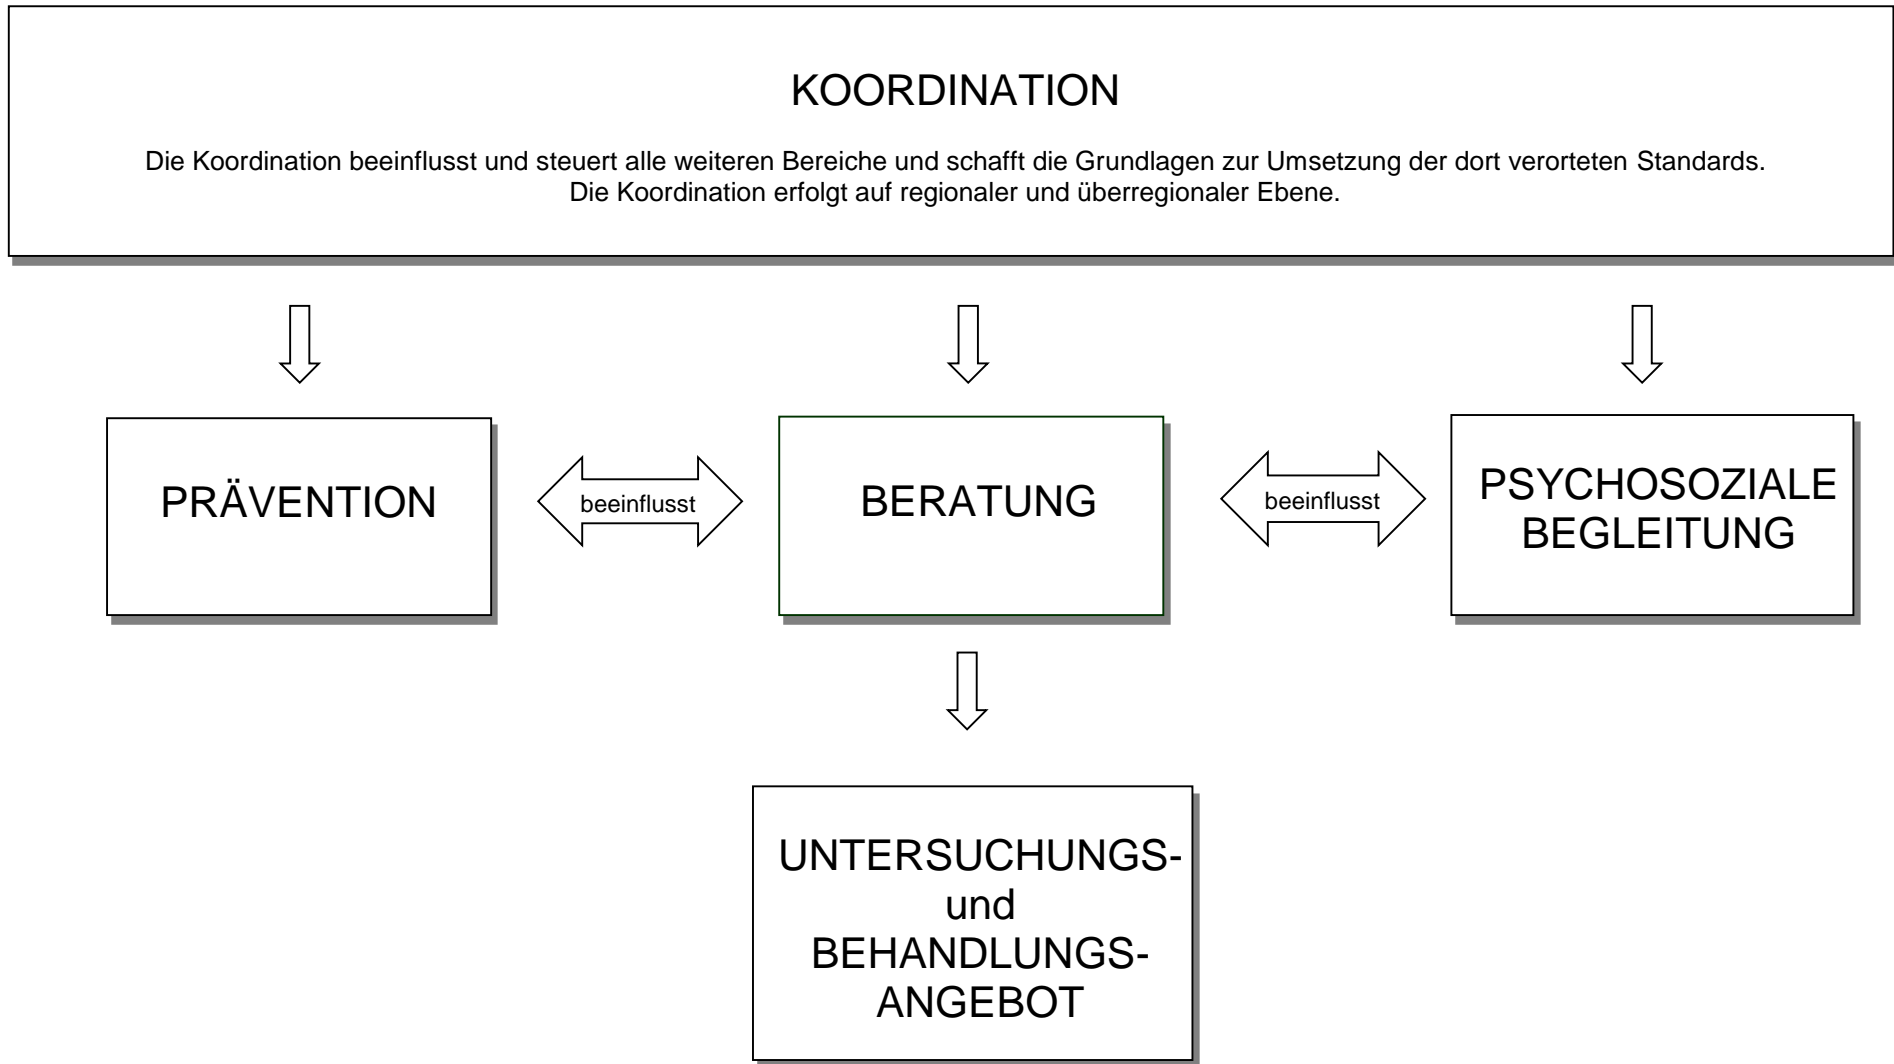 KOORDINATION
Die Koordination beeinflusst und steuert alle weiteren Bereiche und schafft die Grundlagen zur Umsetzung der dort verorteten Standards.
Die Koordination erfolgt auf regionaler und überregionaler Ebene.
PRÄVENTION
beeinflusst
BERATUNG
beeinflusst
PSYCHOSOZIALE
BEGLEITUNG
UNTERSUCHUNGS-
und
BEHANDLUNGS-
ANGEBOT